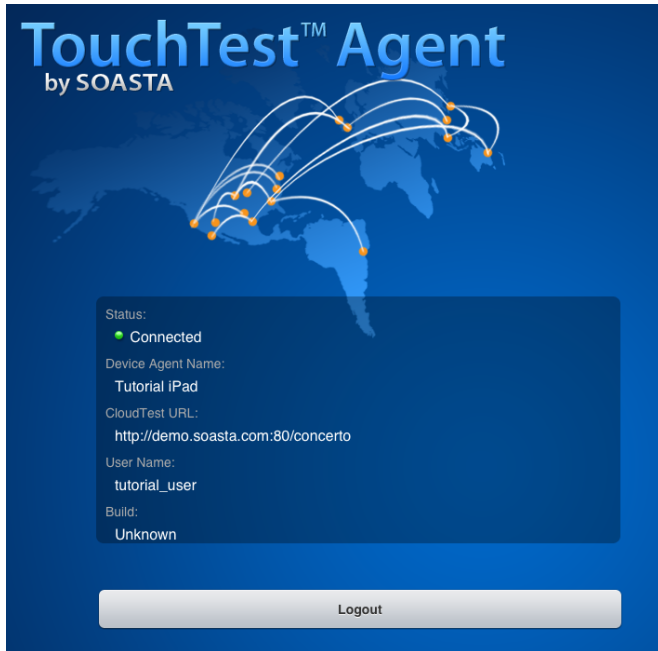 TouchTest™ Agent
by SOASTA
Status:
Connected
Device Agent Name:
Tutorial iPad
CloudTest URL:
http://demo.soasta.com:80/concerto
User Name:
tutorial_user
Build:
Unknown
Logout